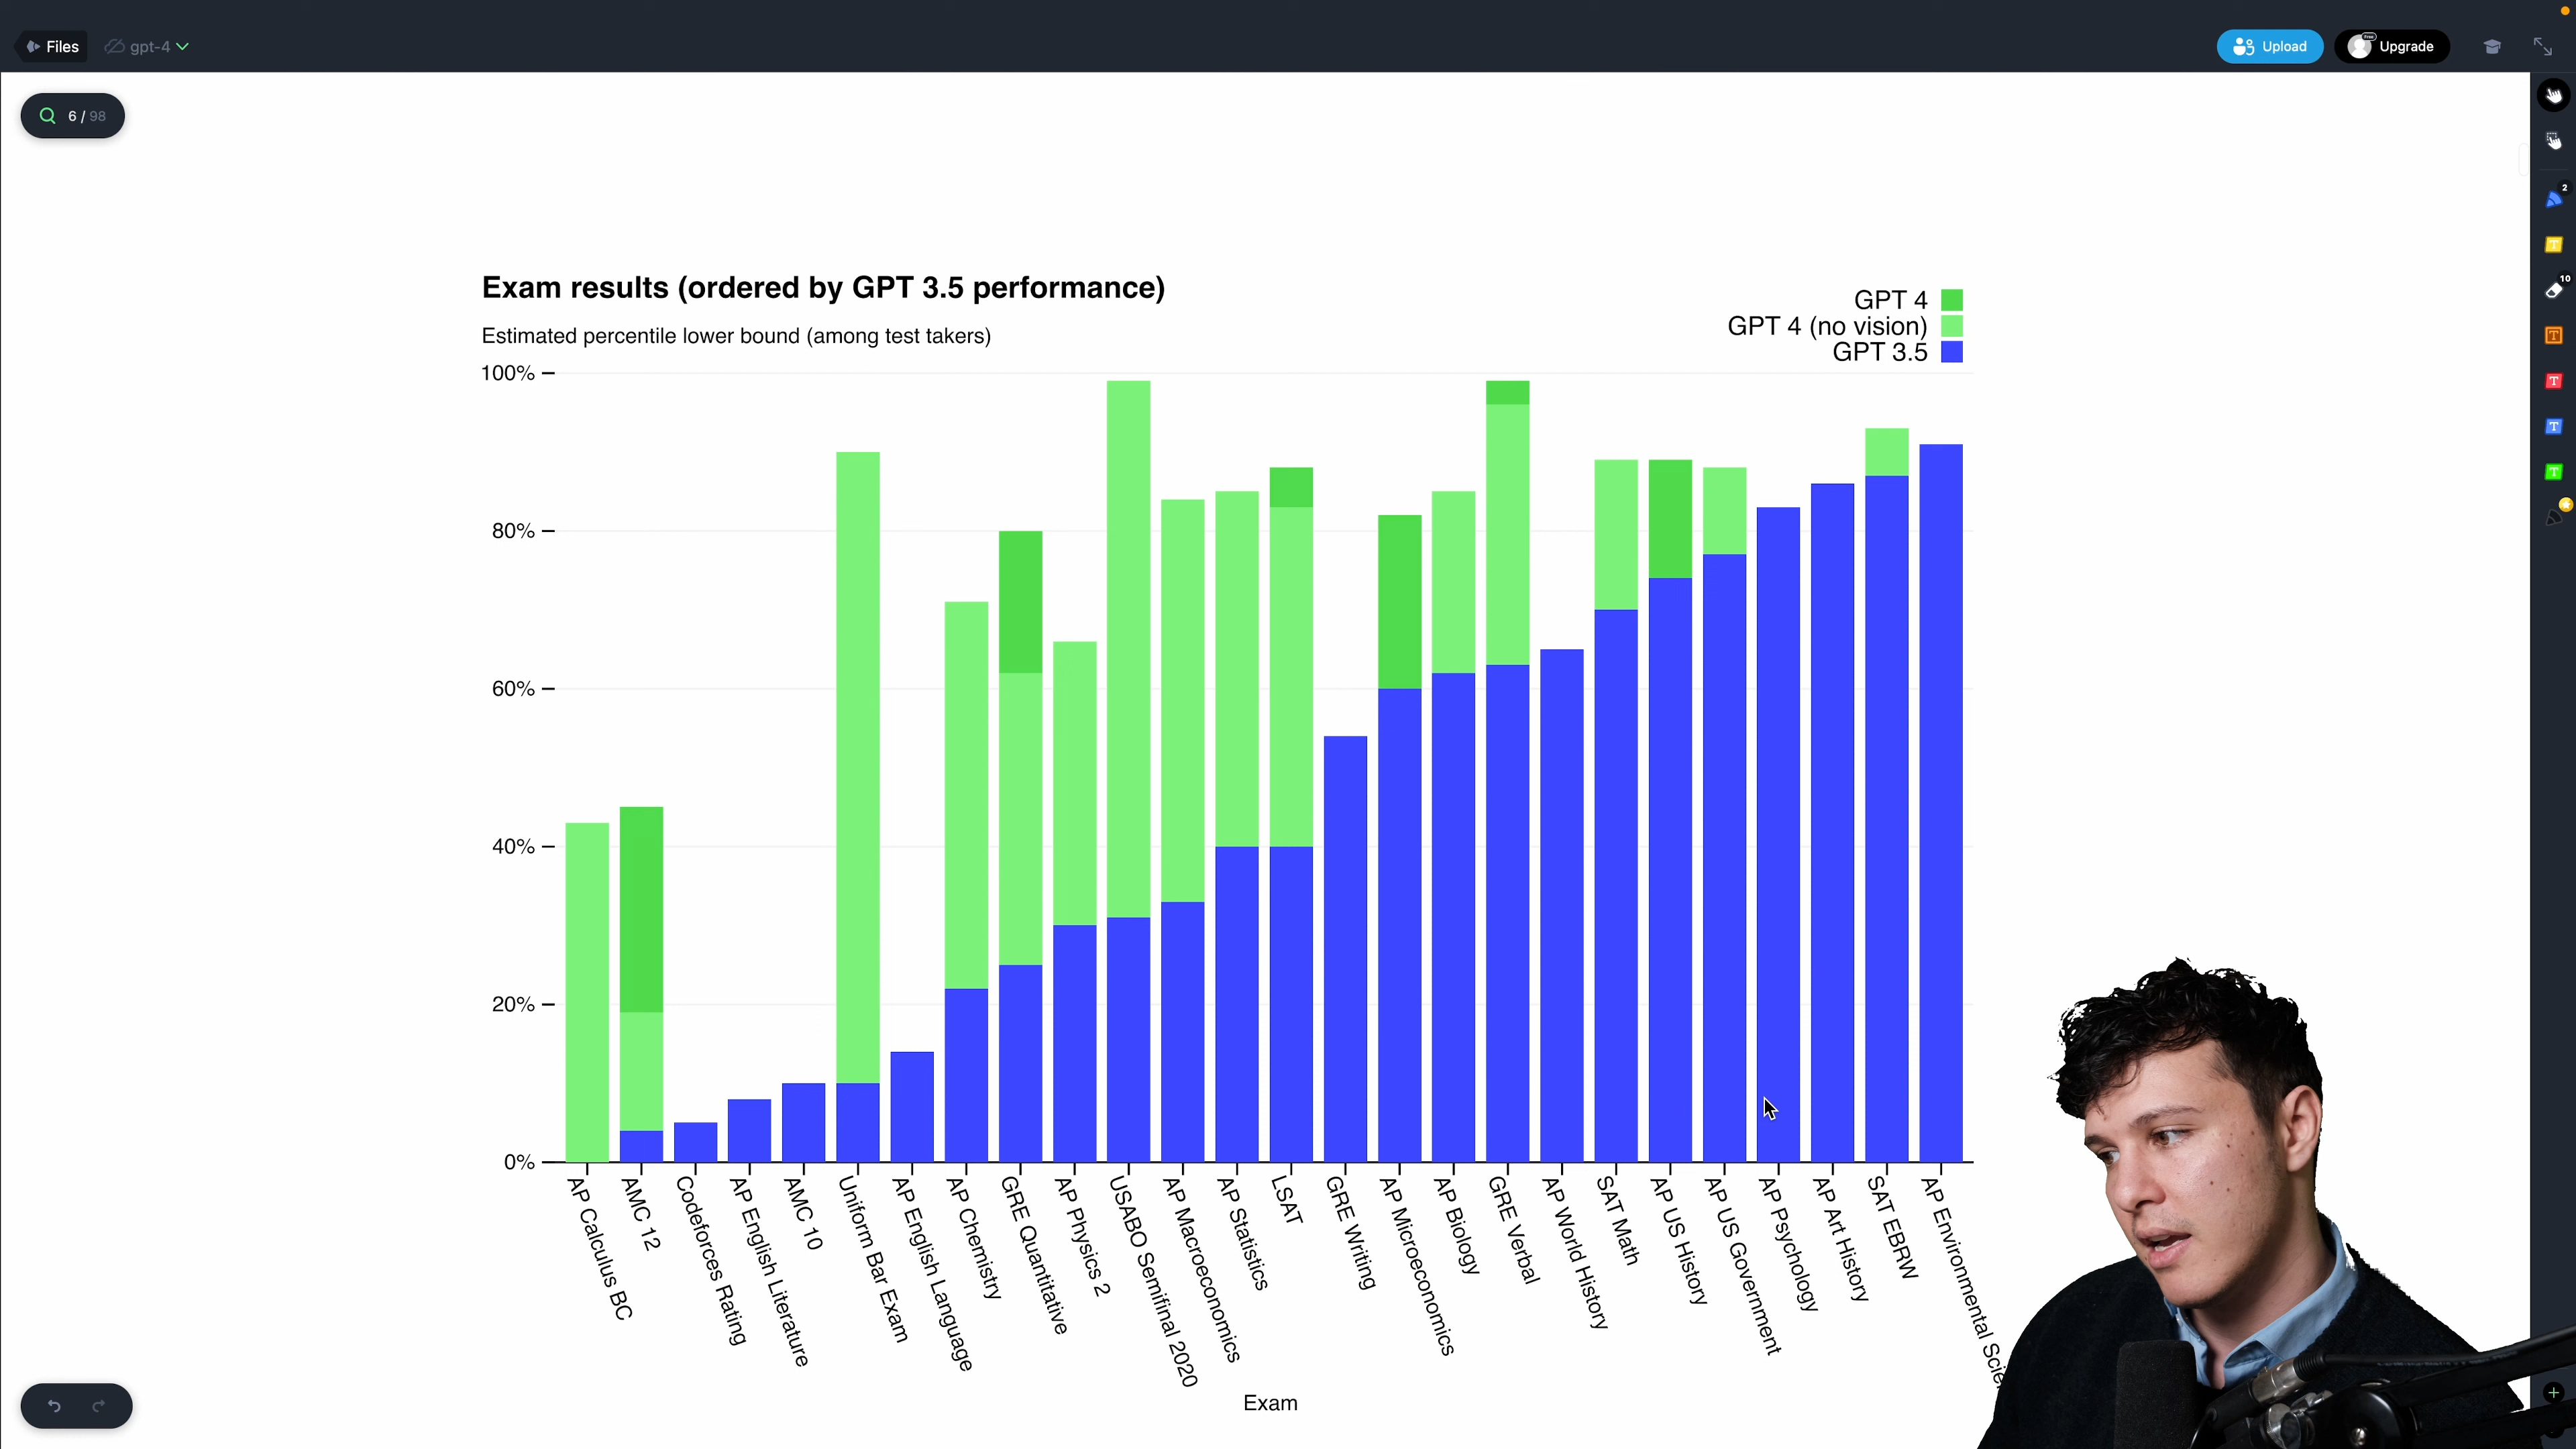 Files
gpt-4
Upload
Free
Upgrade
6 / 98
2
10
Exam results (ordered by GPT 3.5 performance)
Estimated percentile lower bound (among test takers)
GPT 4
GPT 4 (no vision)
GPT 3.5
100%
80%
60%
40%
20%
0%
AP Calculus BC
AMC 12
Codeforces Rating
AP English Literature
AMC 10
Uniform Bar Exam
AP English Language
AP Chemistry
GRE Quantitative
AP Physics 2
USABO Semifinal 2020
AP Macroeconomics
AP Statistics
LSAT
GRE Writing
AP Microeconomics
AP Biology
GRE Verbal
AP World History
SAT Math
AP US History
AP US Government
AP Psychology
AP Art History
SAT EBRW
AP Environmental
Exam
T
T
T
T
T